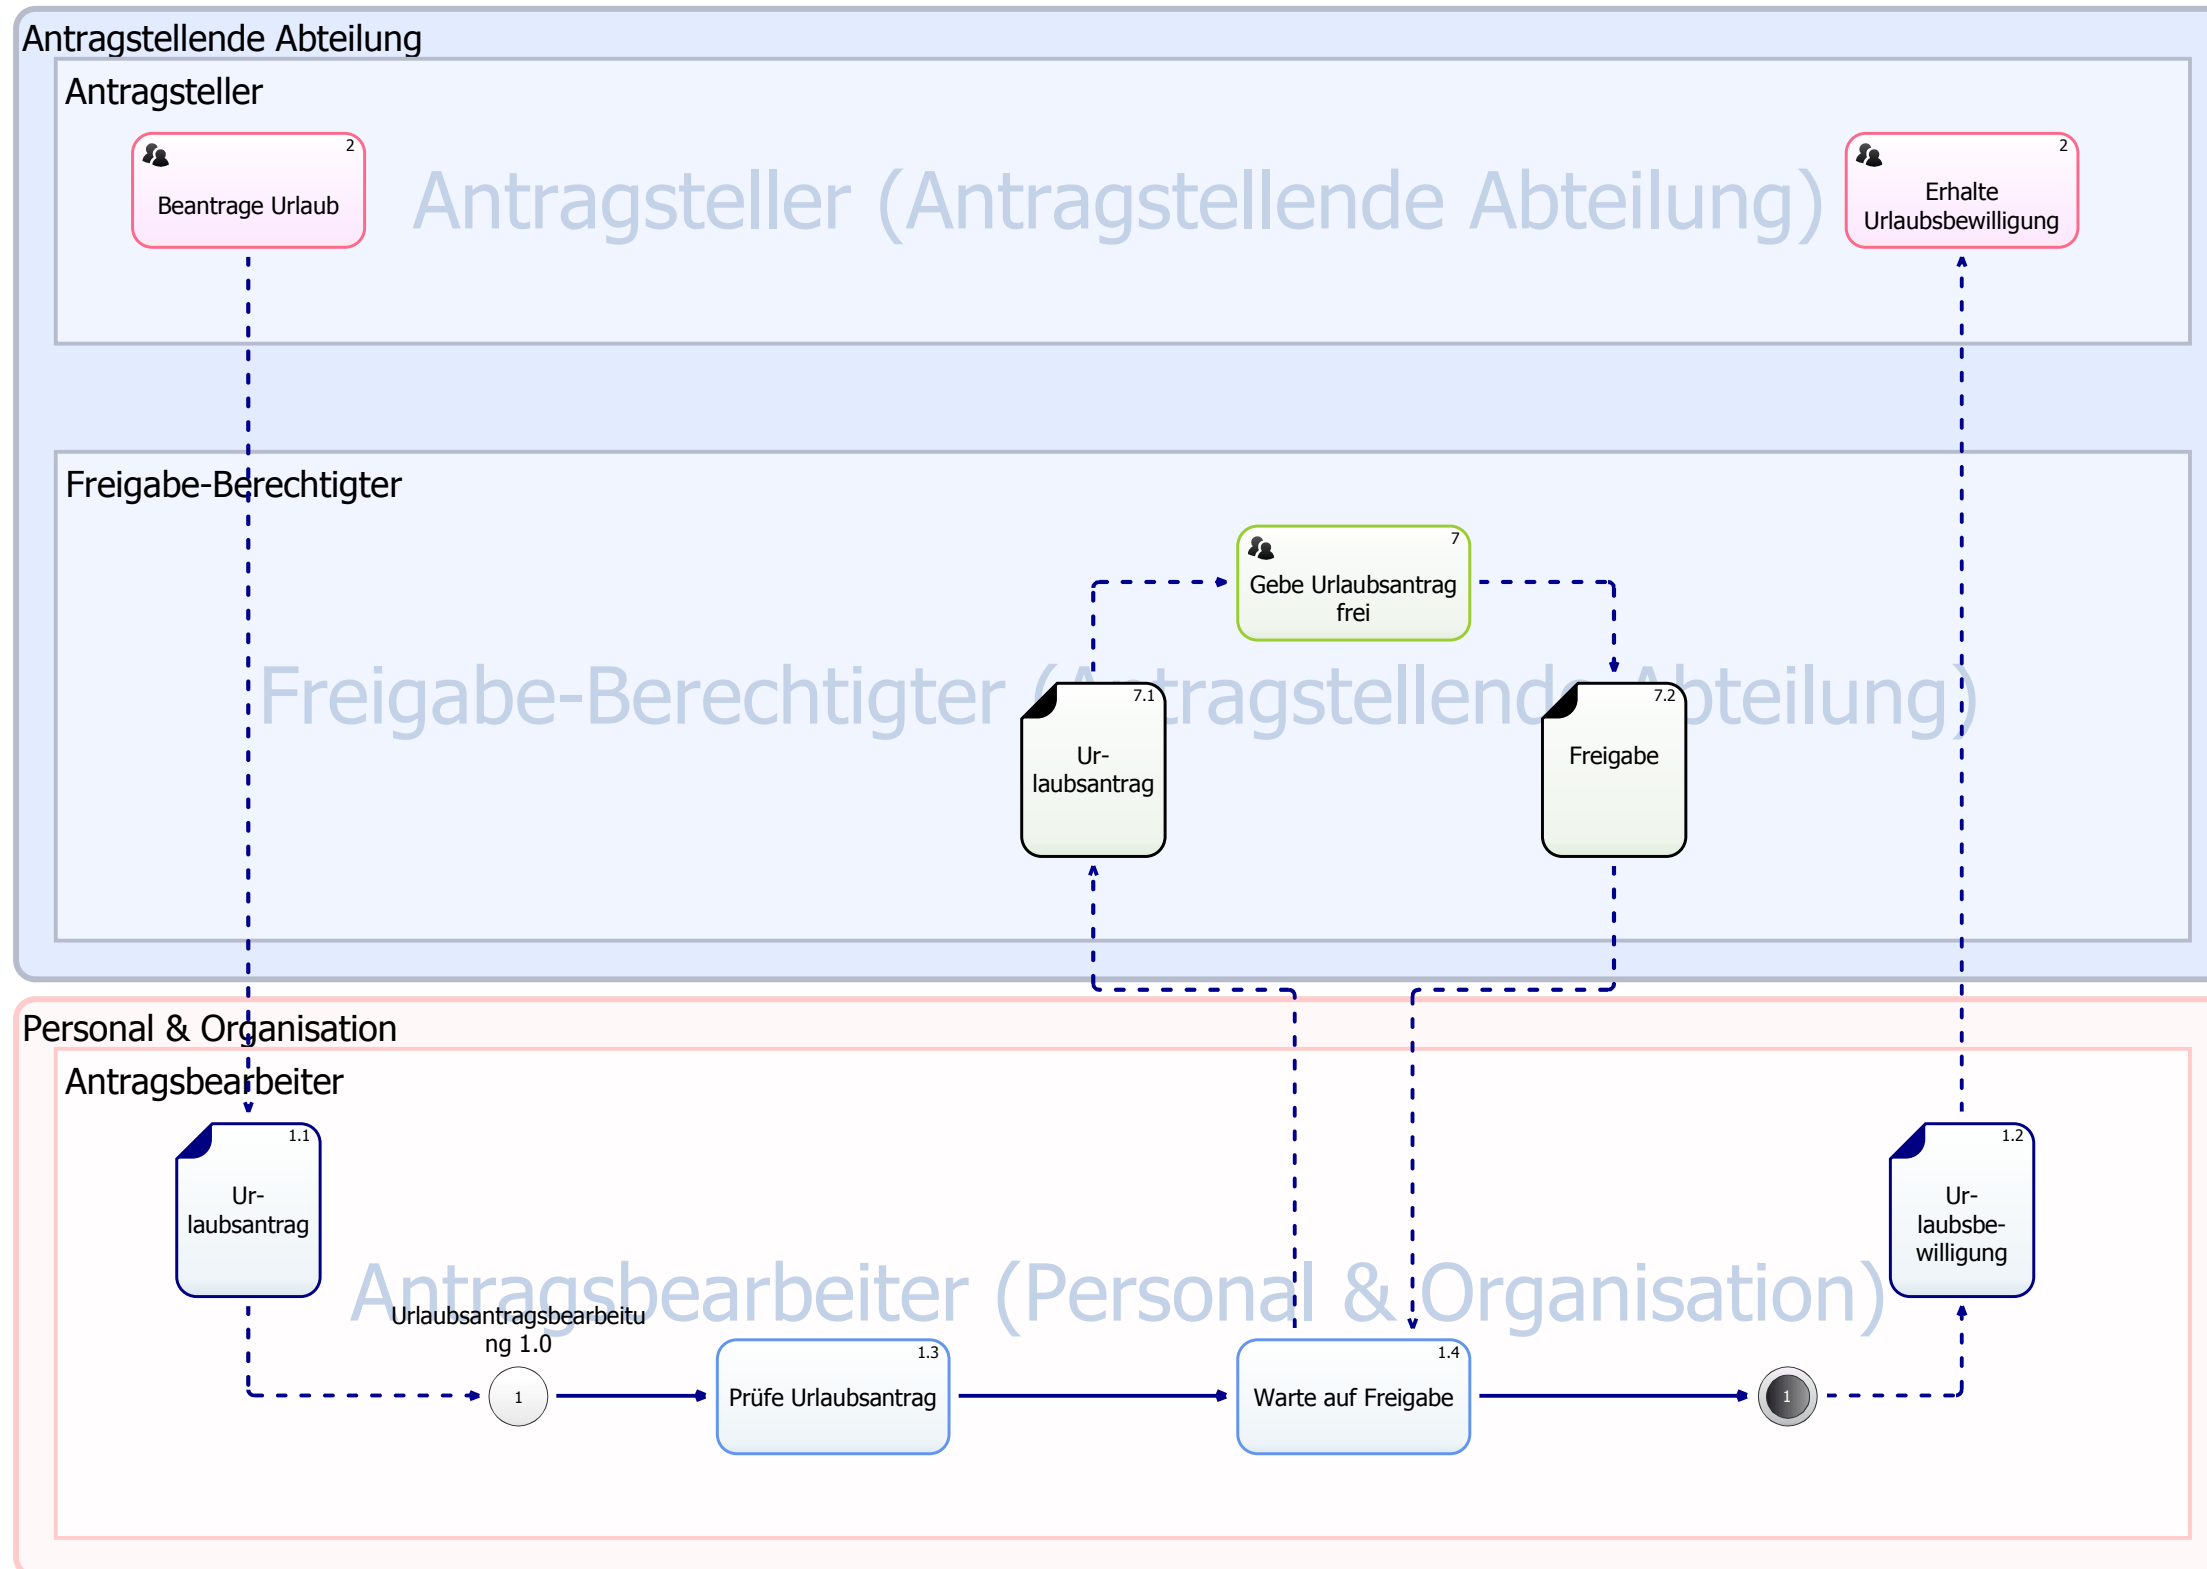 Antragstellende Abteilung
Antragsteller
2
Beantrage Urlaub
Antragsteller (Antragstellende Abteilung)
2
Erhalte
Urlaubsbewilligung
Freigabe-Berechtigter
7
Gebe Urlaubsantrag
frei
Freigabe-Berechtigter (Antragstellende Abteilung)
7.1
Ur-
laubsantrag
7.2
Freigabe
Personal & Organisation
Antragsbearbeiter
1.1
Ur-
laubsantrag
1.2
Ur-
laubsbe-
willigung
Antragsbearbeiter (Personal & Organisation)
Urlaubsantragsbearbeitu
ng 1.0
1
1.3
Prüfe Urlaubsantrag
1.4
Warte auf Freigabe
1